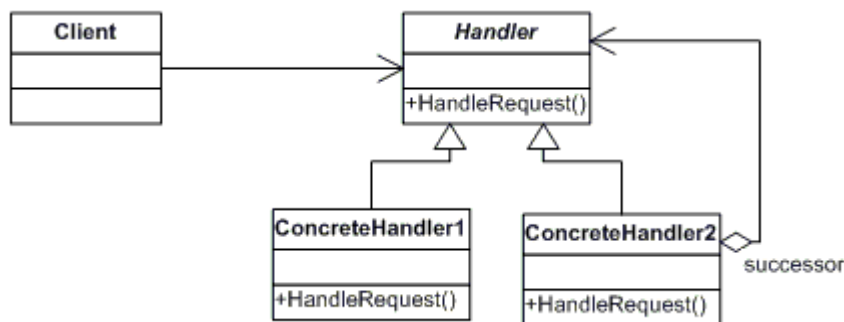 Client
Handler
+HandleRequest()
ConcreteHandler1
+HandleRequest()
ConcreteHandler2
successor
+HandleRequest()